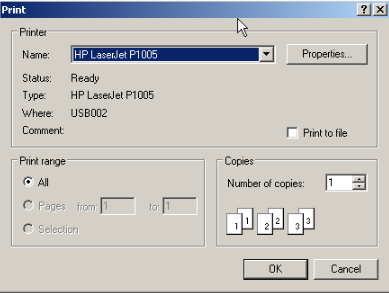 Print
Printer
Name: HP LaserJet P1005 Properties...
Status: Ready
Type: HP LaserJet P1005
Where: USB002
Comment: Print to file
Print range
All
Pages from: 1 to: 1
Selection
Copies
Number of copies: 1
1 1 2 2 3 3
OK Cancel